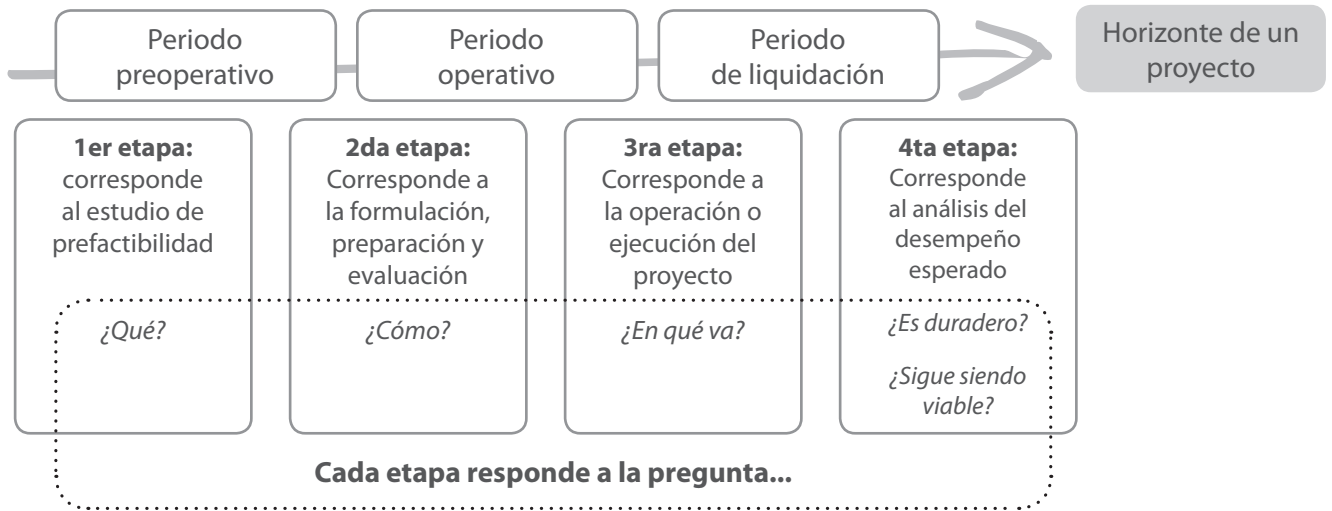 Periodo
preoperativo
Periodo
operativo
Periodo
de liquidación
Horizonte de un
proyecto
1er etapa:
corresponde
al estudio de
prefactibilidad
¿Qué?
2da etapa:
Corresponde a
la formulación,
preparación y
evaluación
¿Cómo?
3ra etapa:
Corresponde a
la operación o
ejecución del
proyecto
¿En qué va?
4ta etapa:
Corresponde
al análisis del
desempeño
esperado
¿Es duradero?
¿Sigue siendo
viable?
Cada etapa responde a la pregunta...